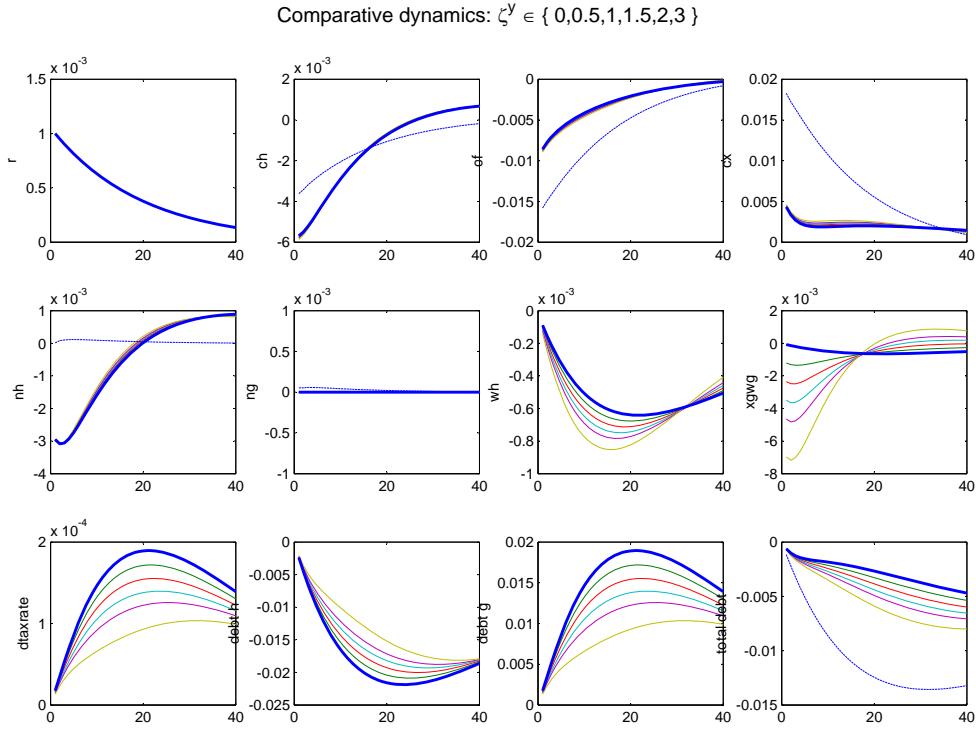 Comparative dynamics: ζ^y ∈ { 0,0.5,1,1.5,2,3 }
x 10^-3
1.5
1
0.5
0
0 20 40
r
x 10^-3
2
0
-2
-4
-6
0 20 40
ch
0
-0.005
-0.01
-0.015
-0.02
0 20 40
of
0.02
0.015
0.01
0.005
0
0 20 40
cx
x 10^-3
1
0
-1
-2
-3
-4
0 20 40
nh
x 10^-3
1
0.5
0
-0.5
-1
0 20 40
ng
x 10^-3
0
-0.2
-0.4
-0.6
-0.8
-1
0 20 40
wh
x 10^-3
2
0
-2
-4
-6
-8
0 20 40
xgwg
x 10^-4
2
1
0
0 20 40
dtaxrate
0
-0.005
-0.01
-0.015
-0.02
-0.025
0 20 40
debt h
0.02
0.015
0.01
0.005
0
0 20 40
debt g
0
-0.005
-0.01
-0.015
0 20 40
total debt